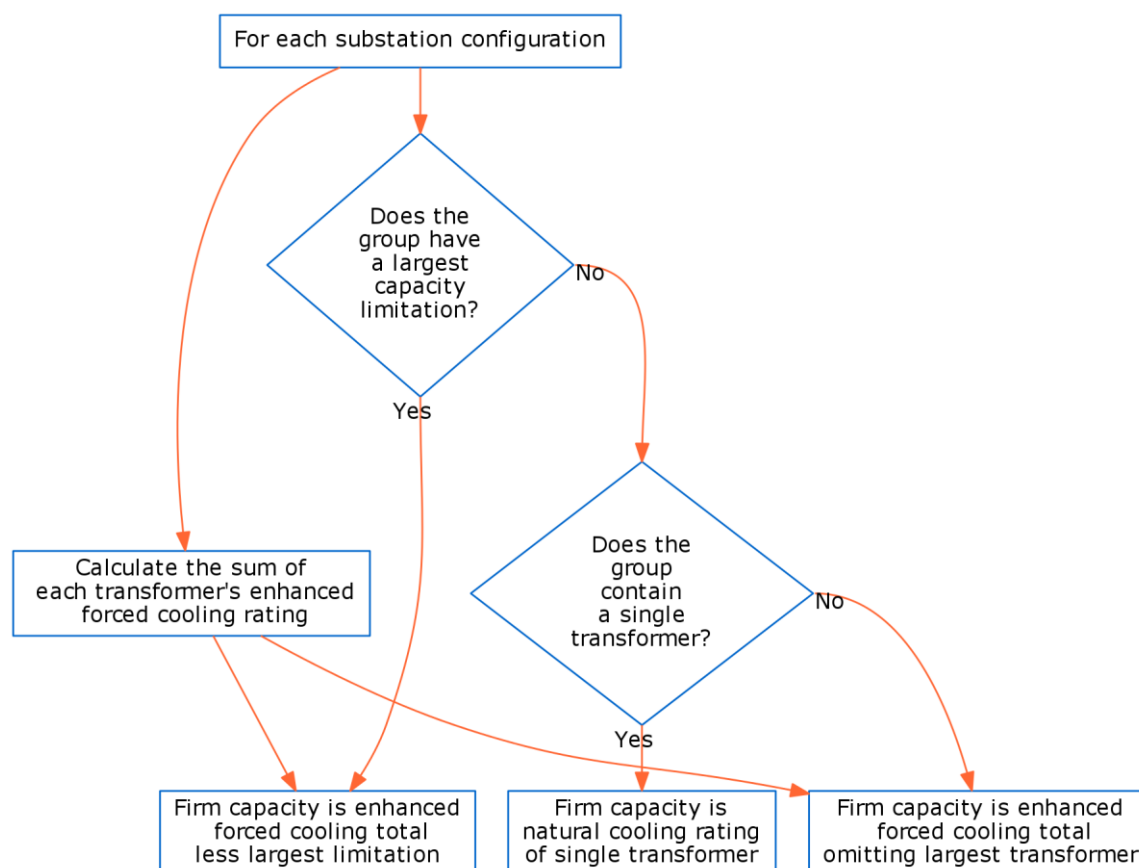 For each substation configuration
Does the
group have
a largest
capacity
limitation?
No
Yes
Does the
group
contain
a single
transformer?
No
Yes
Calculate the sum of
each transformer's enhanced
forced cooling rating
Firm capacity is enhanced
forced cooling total
less largest limitation
Firm capacity is
natural cooling rating
of single transformer
Firm capacity is enhanced
forced cooling total
omitting largest transformer